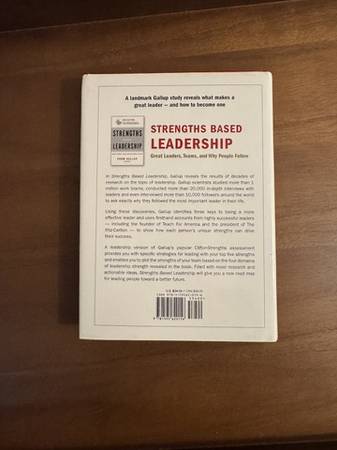 A landmark Gallup study reveals what makes a
great leader — and how to become one
STRENGTHS
LEADERSHIP
STRENGTHS BASED
LEADERSHIP
Great Leaders, Teams, and Why People Follow
In Strengths Based Leadership, Gallup reveals the results of decades of
research on the topic of leadership. Gallup scientists studied more than 1
million work teams, conducted more than 20,000 in-depth interviews with
leaders and even interviewed more than 10,000 followers around the world
to ask exactly why they followed the most important leader in their life.
Using these discoveries, Gallup identifies three keys to being a more
effective leader and uses firsthand accounts from highly successful leaders —
including the founder of Teach For America and the president of The
Ritz-Carlton — to show how each person's unique strengths can drive
their success.
A leadership version of Gallup's popular CliftonStrengths assessment
provides you with specific strategies for leading with your top five strengths
and enables you to plot the strengths of your team based on the four domains
of leadership strength revealed in the book. Filled with novel research and
actionable ideas, Strengths Based Leadership will give you a new road map
for leading people toward a better future.